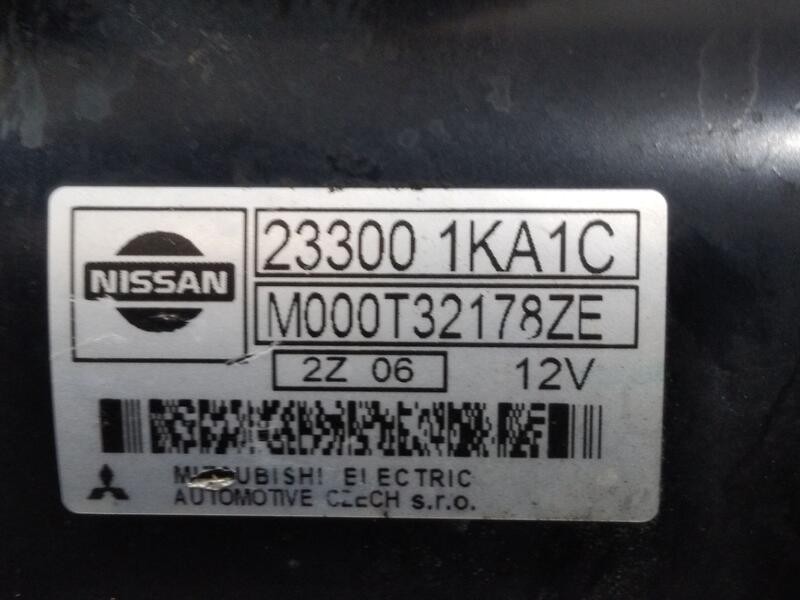 NISSAN
23300 1KA1C
M000T32178ZE
2Z 06 12V
MITSUBISHI ELECTRIC
AUTOMOTIVE CZECH s.r.o.